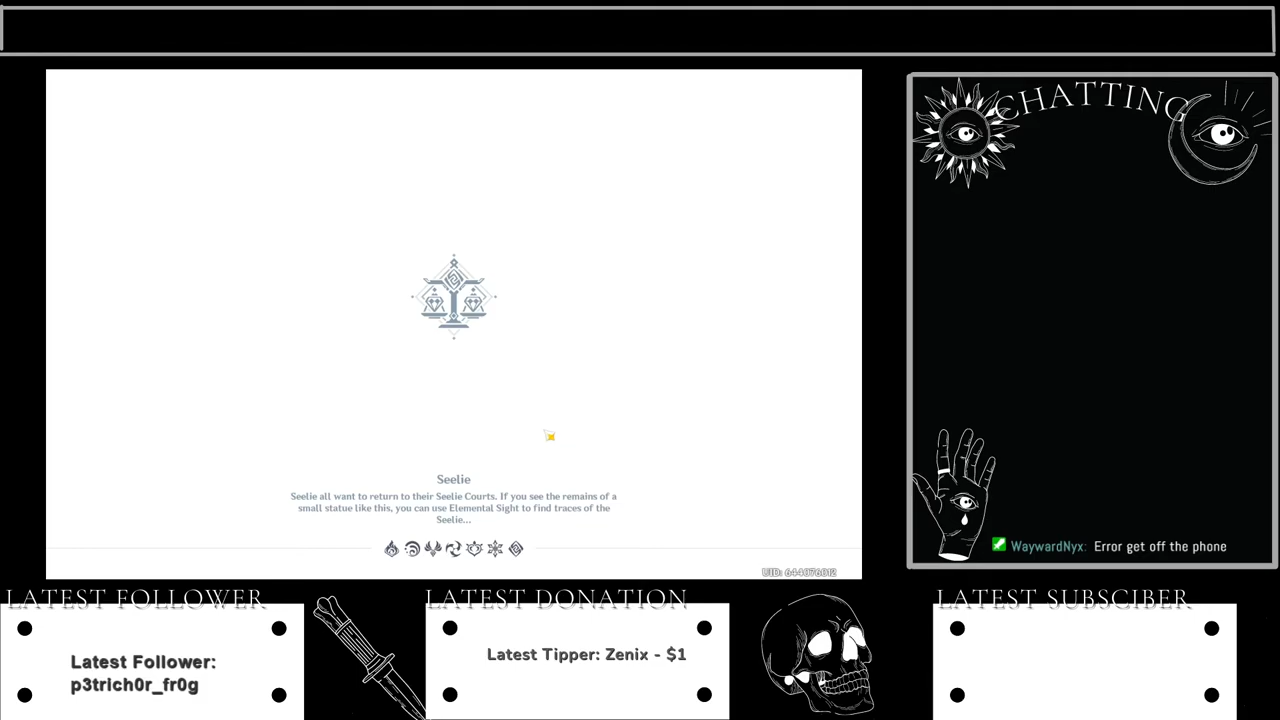 CHATTING
Seelie
Seelie all want to return to their Seelie Courts. If you see the remains of a
small statue like this, you can use Elemental Sight to find traces of the
Seelie...
WaywardNyx: Error get off the phone
UID:
LATEST FOLLOWER
LATEST DONATION
LATEST SUBSCIBER
Latest Follower:
p3trich0r_fr0g
Latest Tipper: Zenix - $1